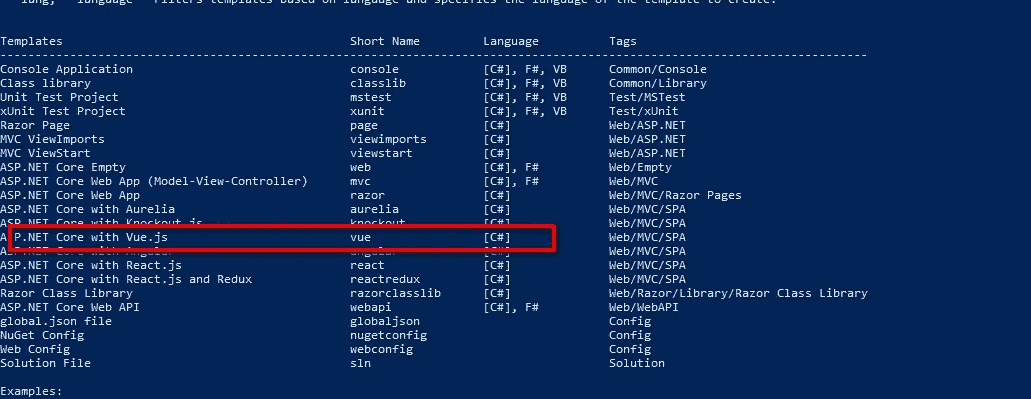 lang, language Filters templates based on language and specifies the language of the template to create.
Templates Short Name Language Tags
Console Application console [C#], F#, VB Common/Console
Class library classlib [C#], F#, VB Common/Library
Unit Test Project mstest [C#], F#, VB Test/MSTest
xUnit Test Project xunit [C#], F#, VB Test/xUnit
Razor Page page [C#] Web/ASP.NET
MVC ViewImports viewimports [C#] Web/ASP.NET
MVC ViewStart viewstart [C#] Web/ASP.NET
ASP.NET Core Empty web [C#], F# Web/Empty
ASP.NET Core Web App (Model-View-Controller) mvc [C#], F# Web/MVC
ASP.NET Core Web App razor [C#] Web/MVC/Razor Pages
ASP.NET Core with Aurelia aurelia [C#] Web/MVC/SPA
ASP.NET Core with Knockout.js knockout [C#] Web/MVC/SPA
ASP.NET Core with Vue.js vue [C#] Web/MVC/SPA
ASP.NET Core with Angular angular [C#] Web/MVC/SPA
ASP.NET Core with React.js react [C#] Web/MVC/SPA
ASP.NET Core with React.js and Redux reactredux [C#] Web/MVC/SPA
Razor Class Library razorclasslib [C#] Web/Razor/Library/Razor Class Library
ASP.NET Core Web API webapi [C#], F# Web/WebAPI
global.json file globaljson Config
NuGet Config nugetconfig Config
Web Config webconfig Config
Solution File sln Solution
Examples: